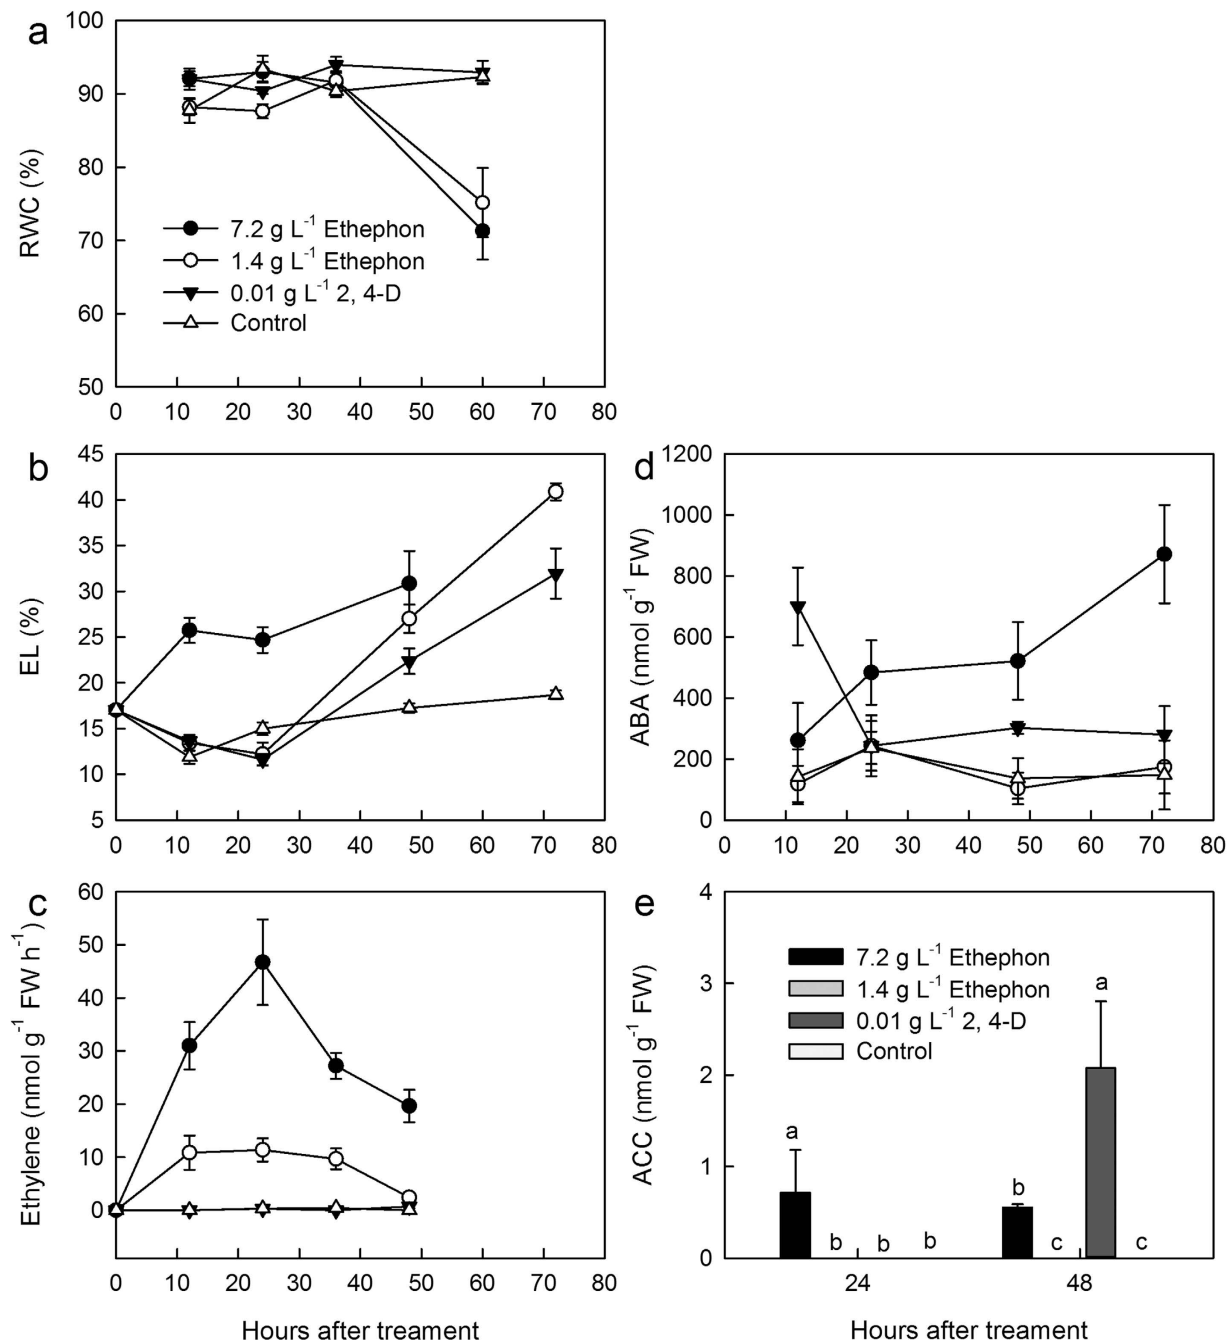 a
100
90
80
70
60
50
RWC (%)
7.2 g L⁻¹ Ethephon
1.4 g L⁻¹ Ethephon
0.01 g L⁻¹ 2, 4-D
Control
0 10 20 30 40 50 60 70 80
b
45
40
35
30
25
20
15
10
5
EL (%)
0 10 20 30 40 50 60 70 80
d
1200
1000
800
600
400
200
0
ABA (nmol g⁻¹ FW)
0 10 20 30 40 50 60 70 80
c
60
50
40
30
20
10
0
Ethylene (nmol g⁻¹ FW h⁻¹)
0 10 20 30 40 50 60 70 80
Hours after treament
e
4
3
2
1
0
ACC (nmol g⁻¹ FW)
7.2 g L⁻¹ Ethephon
1.4 g L⁻¹ Ethephon
0.01 g L⁻¹ 2, 4-D
Control
a b b b b c a c
24 48
Hours after treament